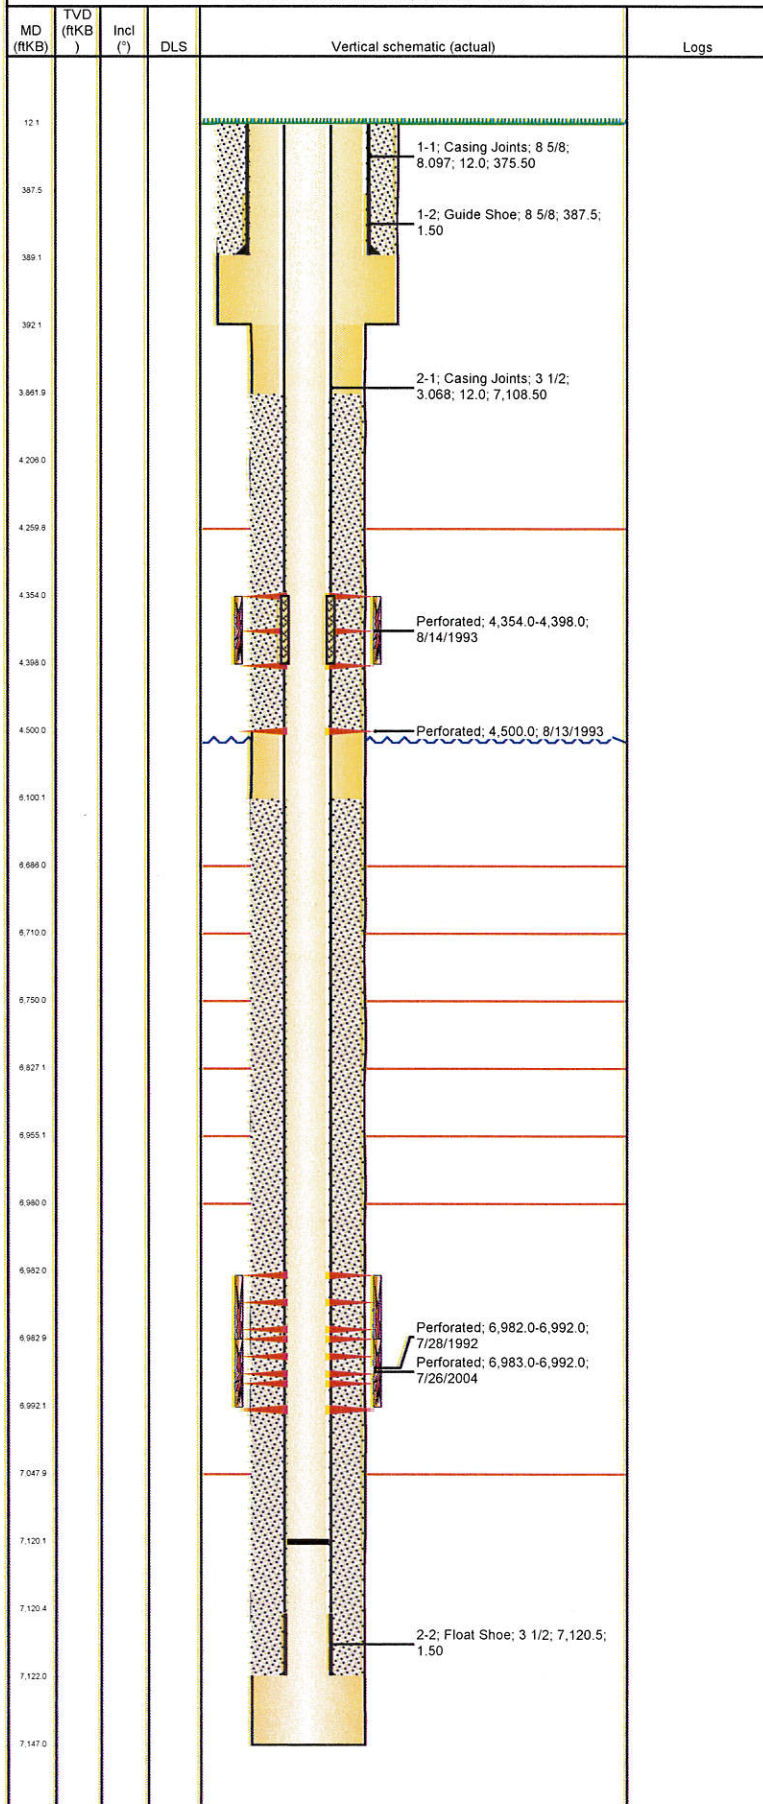 MD (ftKB)
TVD (ftKB )
Incl (°)
DLS
Vertical schematic (actual)
Logs
12.1
1-1; Casing Joints; 8 5/8;
8.097; 12.0; 375.50
387.5
1-2; Guide Shoe; 8 5/8; 387.5;
1.50
389.1
392.1
2-1; Casing Joints; 3 1/2;
3.068; 12.0; 7,108.50
3,861.9
4,206.0
4,259.8
4,354.0
Perforated; 4,354.0-4,398.0;
8/14/1993
4,398.0
4,500.0
Perforated; 4,500.0; 8/13/1993
6,100.1
6,686.0
6,710.0
6,750.0
6,827.1
6,955.1
6,980.0
6,982.0
Perforated; 6,982.0-6,992.0;
7/28/1992
6,982.9
Perforated; 6,983.0-6,992.0;
7/26/2004
6,992.1
7,047.9
7,120.1
7,120.4
2-2; Float Shoe; 3 1/2; 7,120.5;
1.50
7,122.0
7,147.0